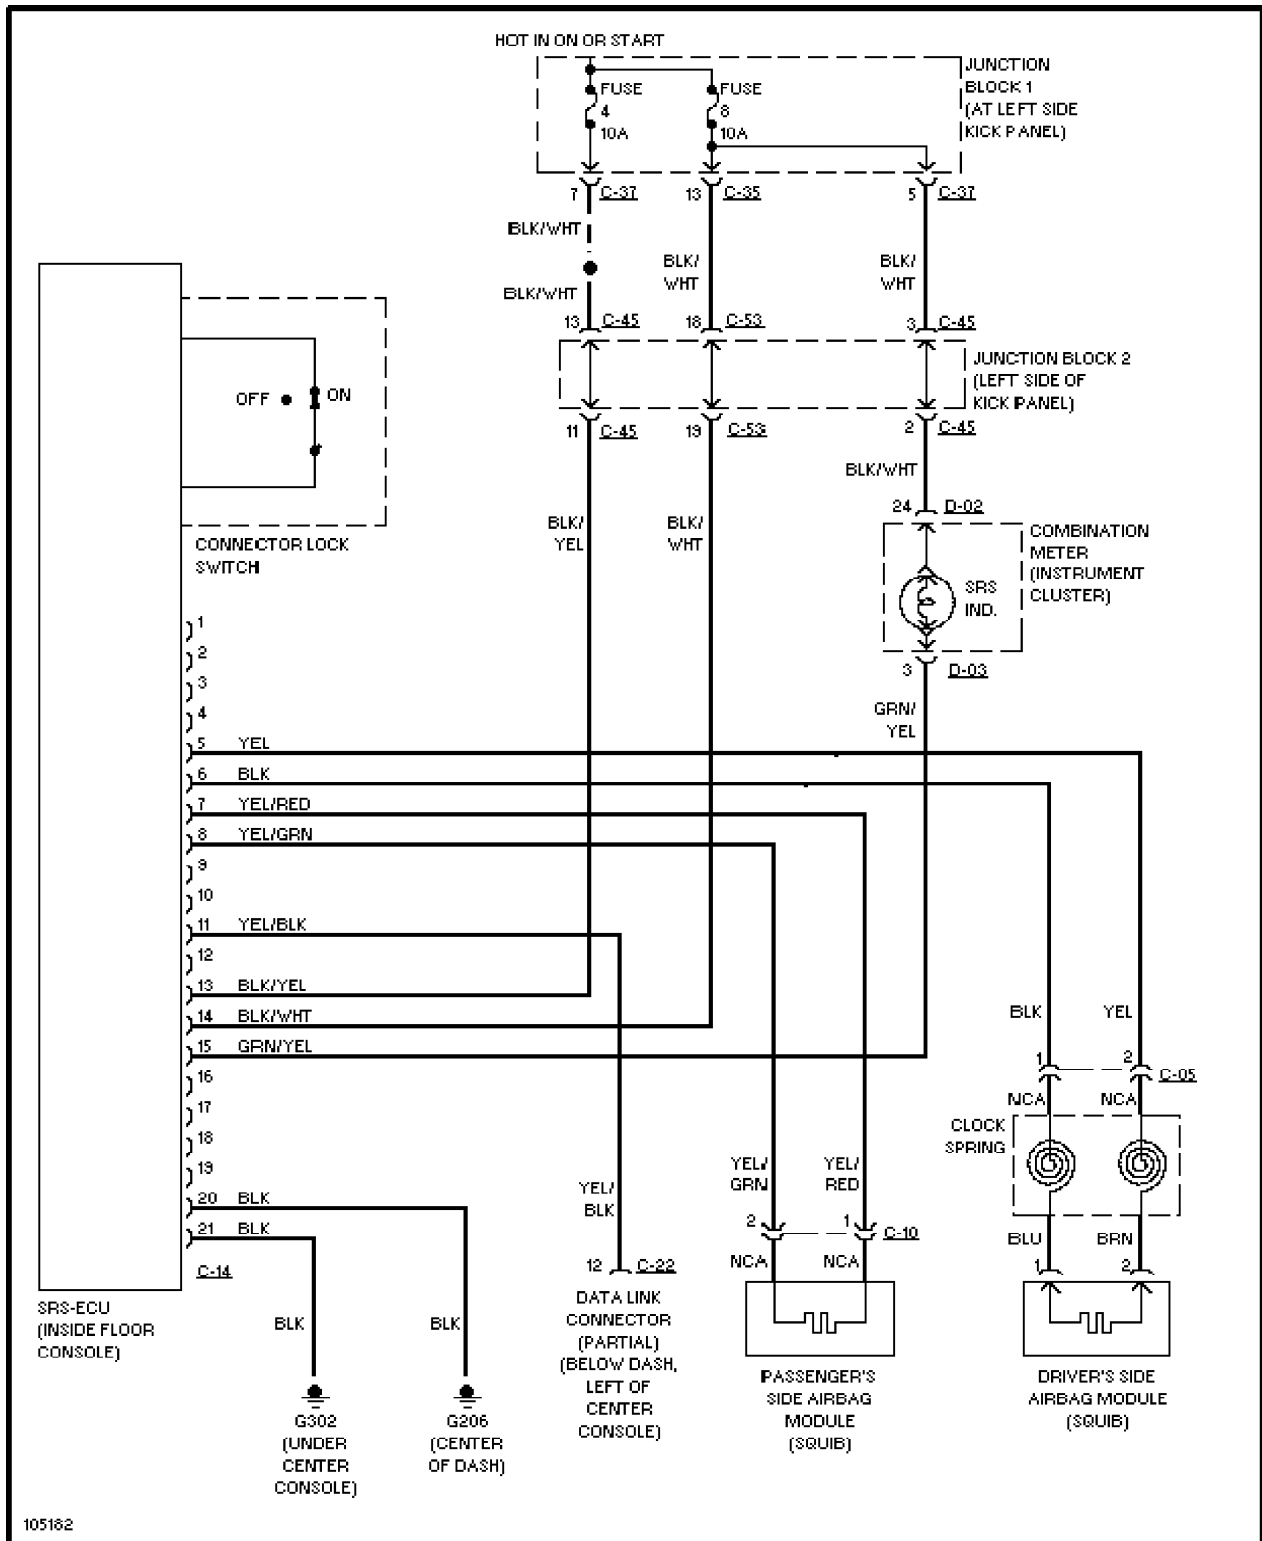 HOT IN ON OR START
JUNCTION
BLOCK 1
(AT LEFT SIDE
KICK PANEL)
FUSE
4
10A
FUSE
8
10A
7 C-37
13 C-35
5 C-37
BLK/WHT
BLK/
WHT
BLK/
WHT
BLK/WHT
13 C-45
18 C-53
3 C-45
JUNCTION BLOCK 2
(LEFT SIDE OF
KICK PANEL)
11 C-45
19 C-53
2 C-45
OFF
ON
CONNECTOR LOCK
SWITCH
BLK/
YEL
BLK/
WHT
BLK/WHT
24 D-02
COMBINATION
METER
(INSTRUMENT
CLUSTER)
SRS
IND.
3 D-03
GRN/
YEL
1
2
3
4
5 YEL
6 BLK
7 YEL/RED
8 YEL/GRN
9
10
11 YEL/BLK
12
13 BLK/YEL
14 BLK/WHT
15 GRN/YEL
16
17
18
19
20 BLK
21 BLK
C-14
SRS-ECU
(INSIDE FLOOR
CONSOLE)
BLK
G302
(UNDER
CENTER
CONSOLE)
BLK
G206
(CENTER
OF DASH)
YEL/
BLK
12 C-22
DATA LINK
CONNECTOR
(PARTIAL)
(BELOW DASH,
LEFT OF
CENTER
CONSOLE)
YEL/
GRN
YEL/
RED
2
1
C-10
NCA
NCA
PASSENGER'S
SIDE AIRBAG
MODULE
(SQUIB)
BLK
YEL
1
2
C-05
NCA
NCA
CLOCK
SPRING
BLU
BRN
1
2
DRIVER'S SIDE
AIRBAG MODULE
(SQUIB)
105182